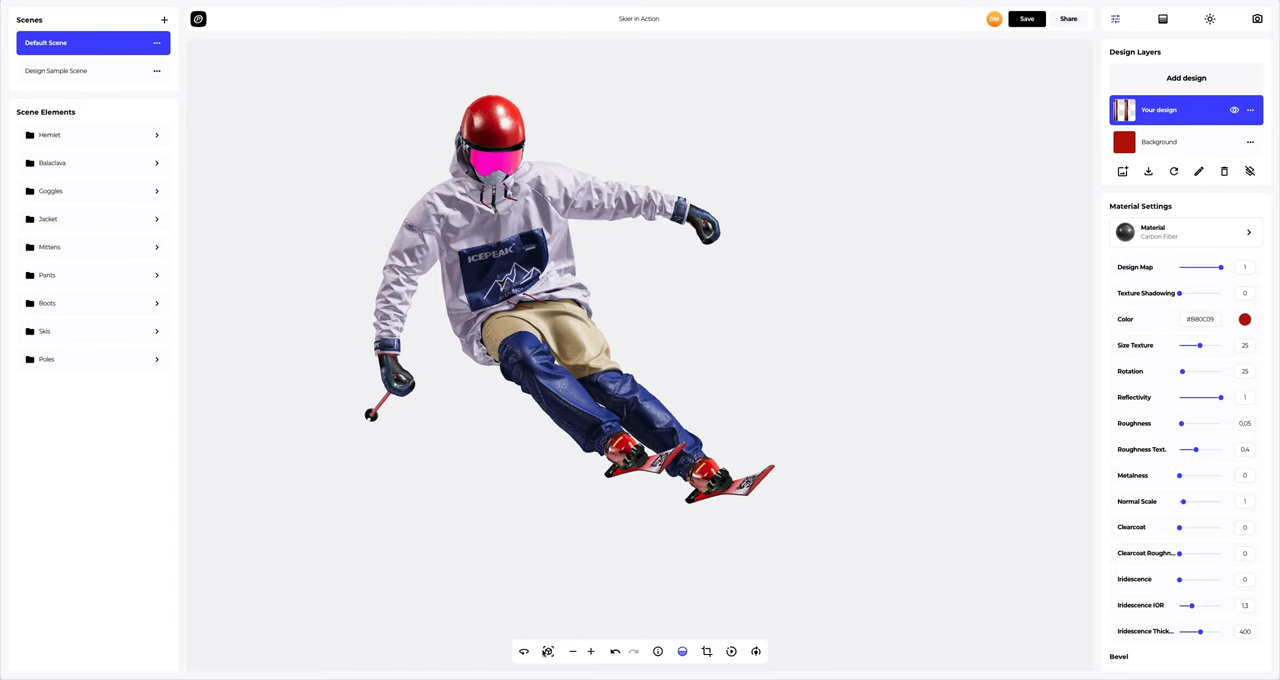 Scenes
Default Scene
Design Sample Scene
Scene Elements
Hemlet
Balaclava
Goggles
Jacket
Mittens
Pants
Boots
Skis
Poles
Skier in Action
DM
Save
Share
ICEPEAK
Design Layers
Add design
Your design
Background
Material Settings
Material
Carbon Fiber
Design Map 1
Texture Shadowing 0
Color #B80C09
Size Texture 25
Rotation 25
Reflectivity 1
Roughness 0,05
Roughness Text. 0,4
Metalness 0
Normal Scale 1
Clearcoat 0
Clearcoat Roughn... 0
Iridescence 0
Iridescence IOR 1,3
Iridescence Thick... 400
Bevel